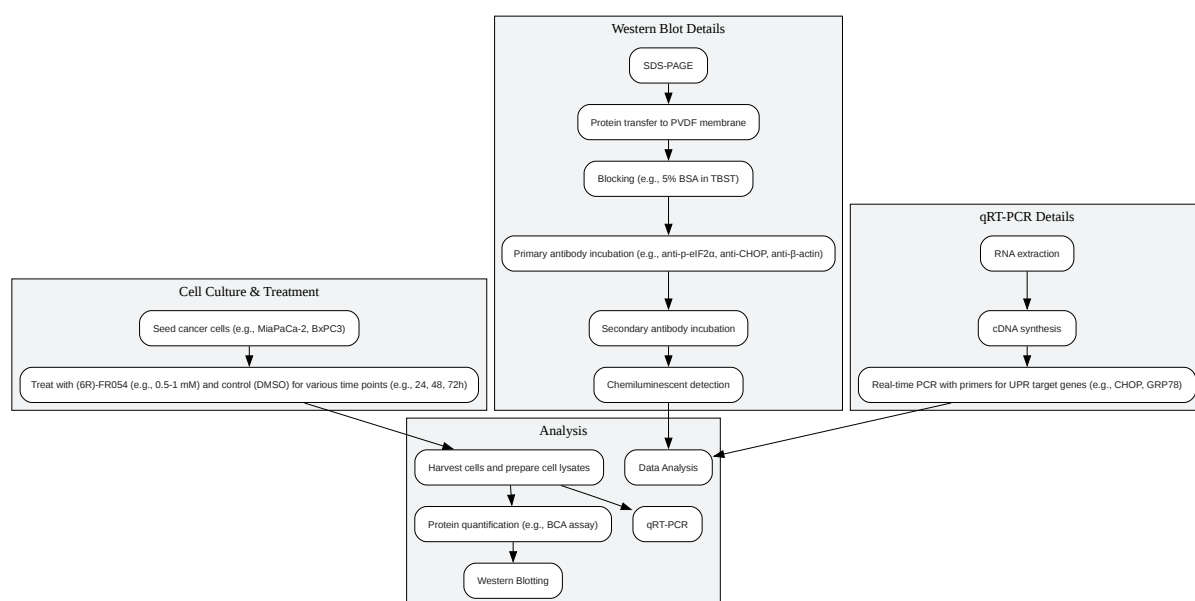 Western Blot Details
SDS-PAGE
Protein transfer to PVDF membrane
Blocking (e.g., 5% BSA in TBST)
Primary antibody incubation (e.g., anti-p-eIF2α, anti-CHOP, anti-β-actin)
Secondary antibody incubation
Chemiluminescent detection
qRT-PCR Details
RNA extraction
cDNA synthesis
Real-time PCR with primers for UPR target genes (e.g., CHOP, GRP78)
Cell Culture & Treatment
Seed cancer cells (e.g., MiaPaCa-2, BxPC3)
Treat with (6R)-FR054 (e.g., 0.5-1 mM) and control (DMSO) for various time points (e.g., 24, 48, 72h)
Analysis
Harvest cells and prepare cell lysates
Data Analysis
Protein quantification (e.g., BCA assay)
qRT-PCR
Western Blotting